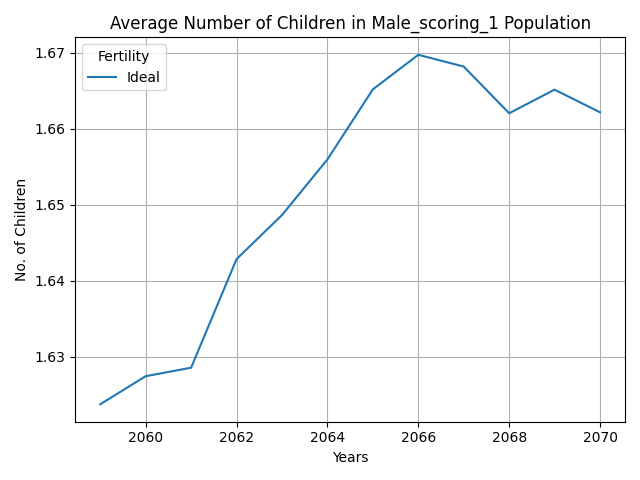 Average Number of Children in Male_scoring_1 Population
Fertility
Ideal
1.67
1.66
1.65
1.64
1.63
No. of Children
2060 2062 2064 2066 2068 2070
Years